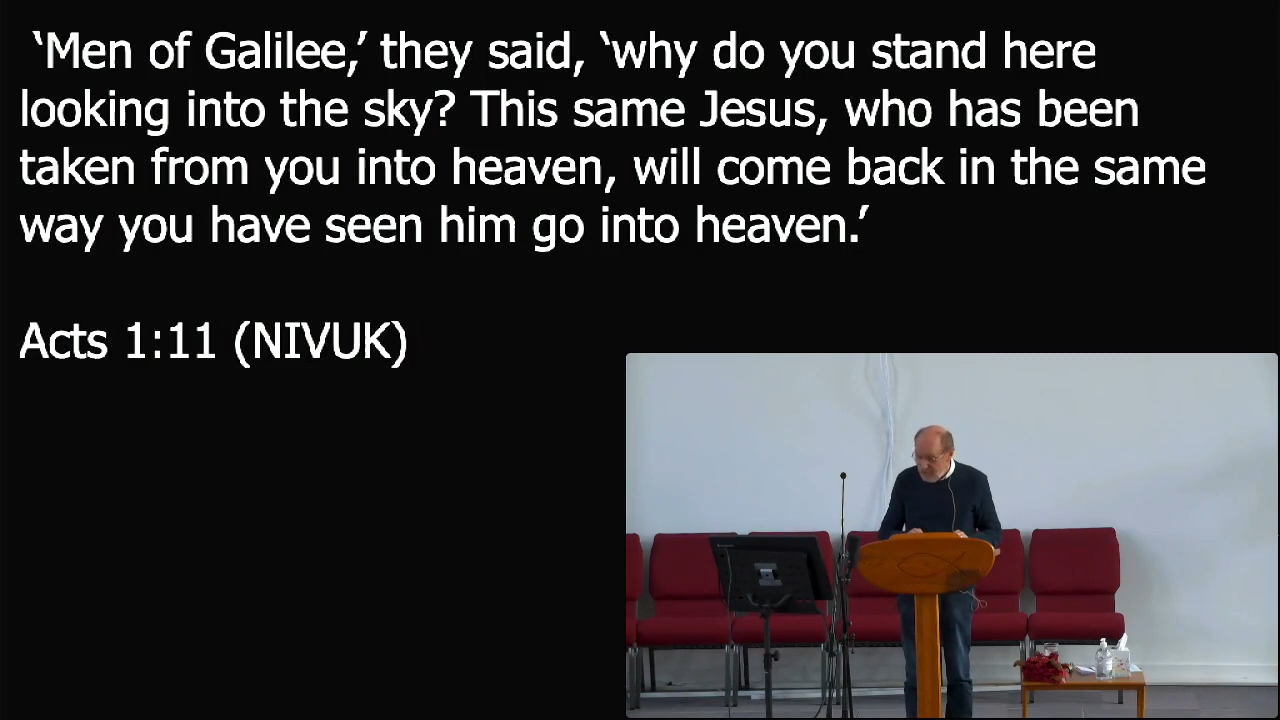 ‘Men of Galilee,’ they said, ‘why do you stand here
looking into the sky? This same Jesus, who has been
taken from you into heaven, will come back in the same
way you have seen him go into heaven.’
Acts 1:11 (NIVUK)